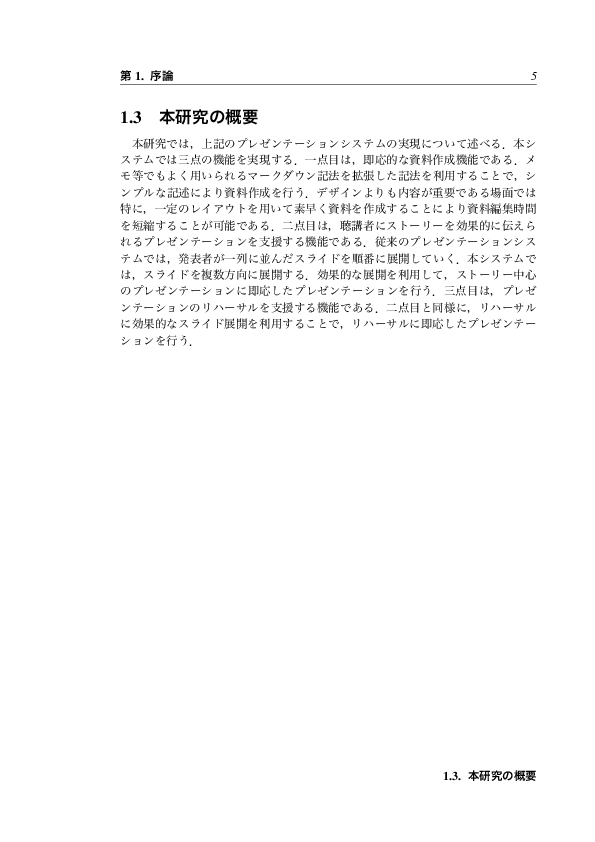 第 1. 序論 5
1.3 本研究の概要
本研究では，上記のプレゼンテーションシステムの実現について述べる．本シ
ステムでは三点の機能を実現する．一点目は，即応的な資料作成機能である．メ
モ等でもよく用いられるマークダウン記法を拡張した記法を利用することで，シ
ンプルな記述により資料作成を行う．デザインよりも内容が重要である場面では
特に，一定のレイアウトを用いて素早く資料を作成することにより資料編集時間
を短縮することが可能である．二点目は，聴講者にストーリーを効果的に伝えら
れるプレゼンテーションを支援する機能である．従来のプレゼンテーションシス
テムでは，発表者が一列に並んだスライドを順番に展開していく．本システムで
は，スライドを複数方向に展開する．効果的な展開を利用して，ストーリー中心
のプレゼンテーションに即応したプレゼンテーションを行う．三点目は，プレゼ
ンテーションのリハーサルを支援する機能である．二点目と同様に，リハーサル
に効果的なスライド展開を利用することで，リハーサルに即応したプレゼンテー
ションを行う．
1.3. 本研究の概要